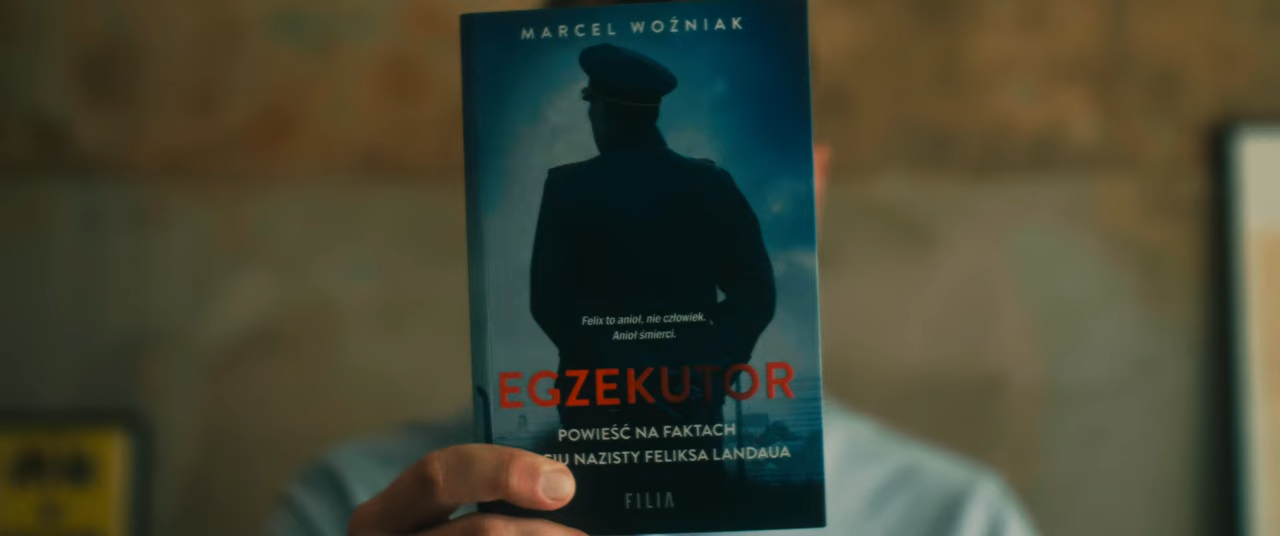 MARCEL WOŹNIAK
Felix to anioł, nie człowiek.
Anioł śmierci.
EGZEKUTOR
POWIEŚĆ NA FAKTACH
NAZISTY FELIKSA LANDAUA
FILIA